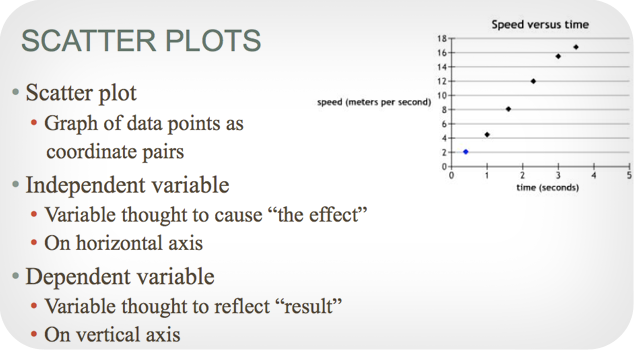 SCATTER PLOTS
• Scatter plot
• Graph of data points as
coordinate pairs
• Independent variable
• Variable thought to cause “the effect”
• On horizontal axis
• Dependent variable
• Variable thought to reflect “result”
• On vertical axis
Speed versus time
speed (meters per second)
18
16
14
12
10
8
6
4
2
0
0 1 2 3 4 5
time (seconds)